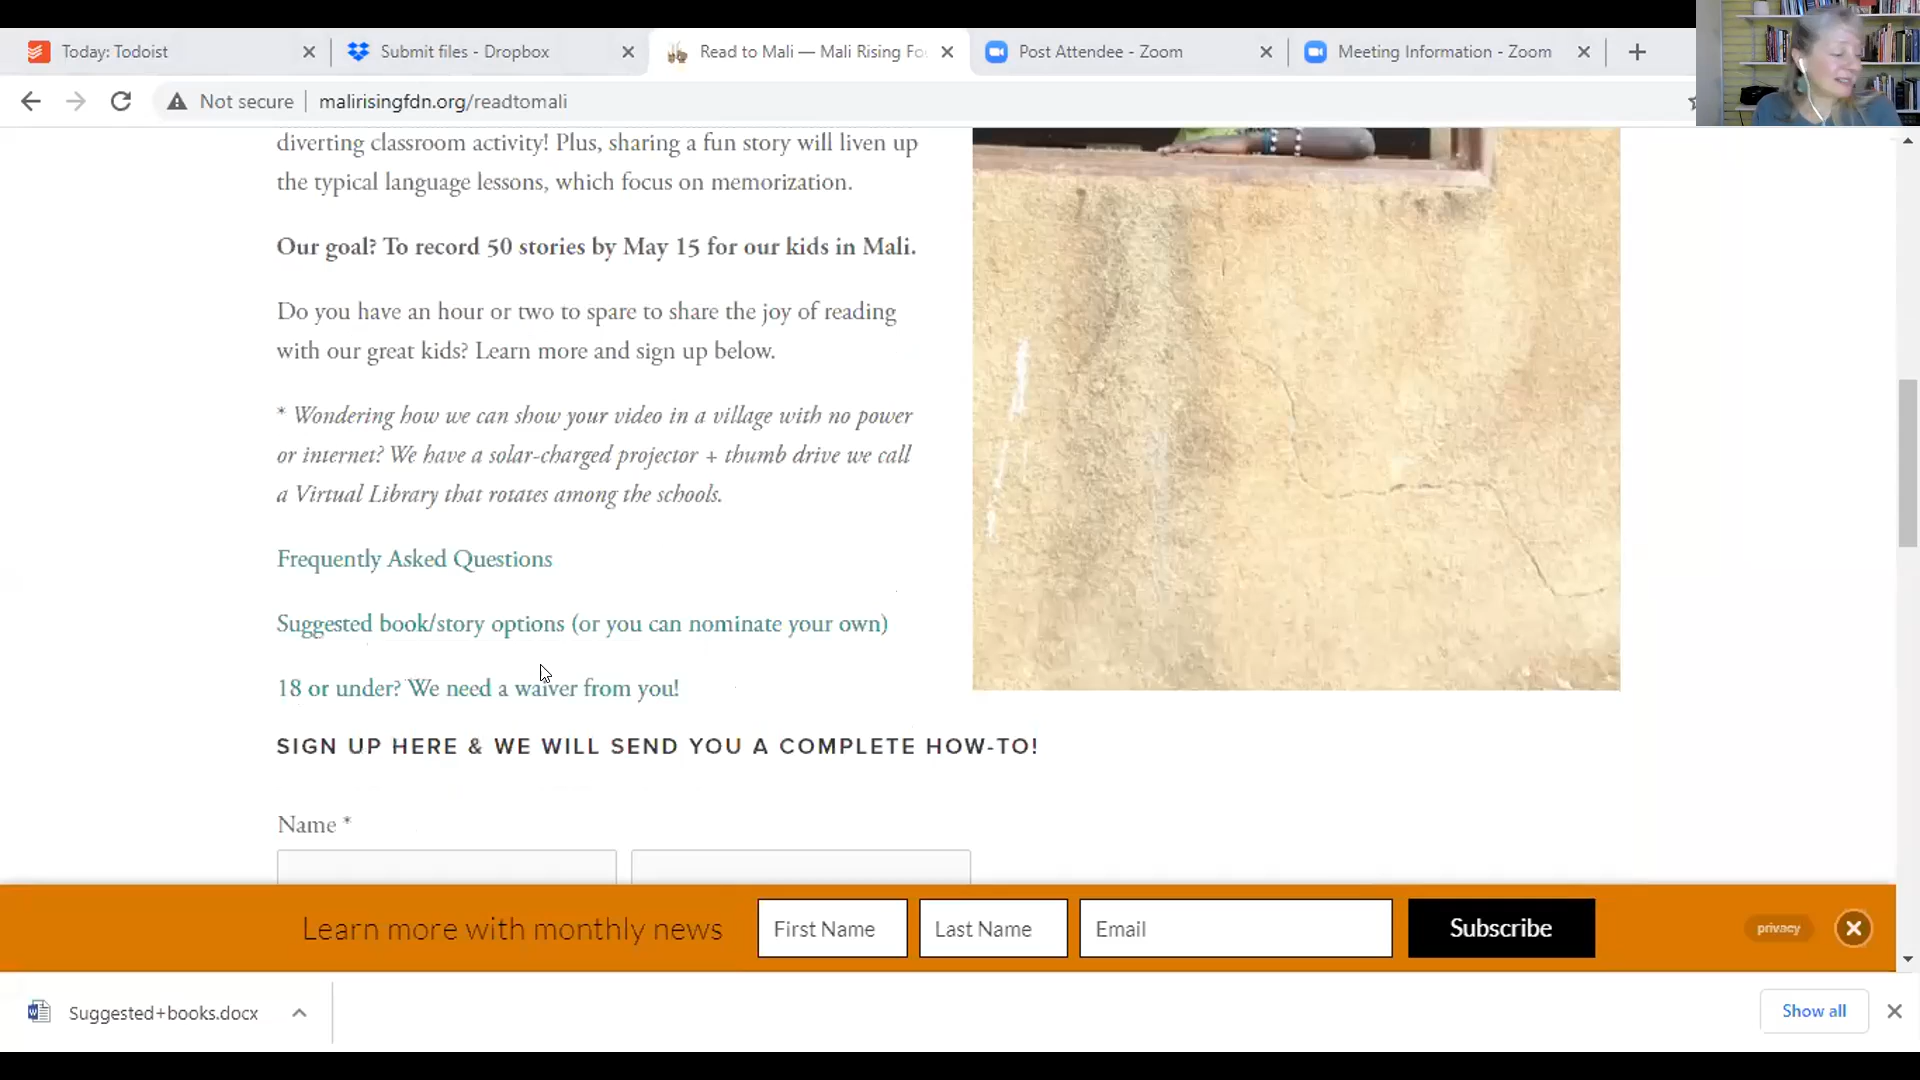 Today: Todoist
Submit files - Dropbox
Read to Mali — Mali Rising Fo
Post Attendee - Zoom
Meeting Information - Zoom
Not secure
malirisingfdn.org/readtomali
diverting classroom activity! Plus, sharing a fun story will liven up
the typical language lessons, which focus on memorization.
Our goal? To record 50 stories by May 15 for our kids in Mali.
Do you have an hour or two to spare to share the joy of reading
with our great kids? Learn more and sign up below.
* Wondering how we can show your video in a village with no power
or internet? We have a solar-charged projector + thumb drive we call
a Virtual Library that rotates among the schools.
Frequently Asked Questions
Suggested book/story options (or you can nominate your own)
18 or under? We need a waiver from you!
SIGN UP HERE & WE WILL SEND YOU A COMPLETE HOW-TO!
Name *
Learn more with monthly news
First Name
Last Name
Email
Subscribe
privacy
Suggested+books.docx
Show all